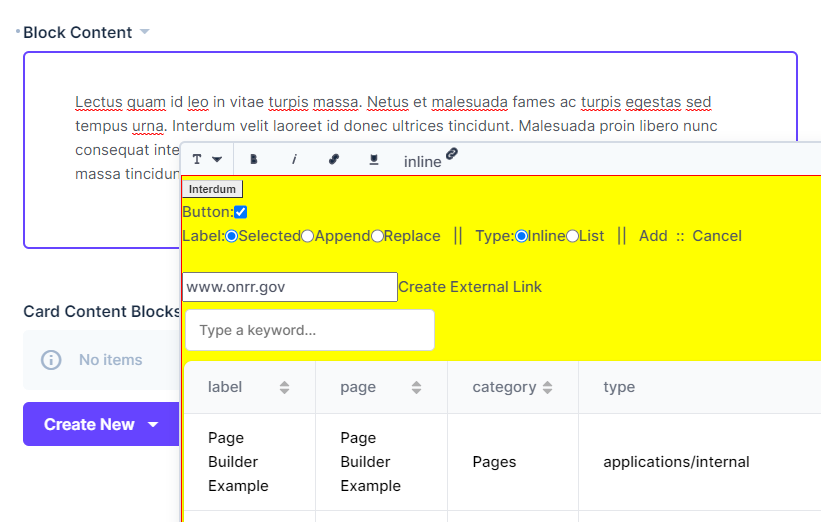 Block Content
Lectus quam id leo in vitae turpis massa. Netus et malesuada fames ac turpis egestas sed
tempus urna. Interdum velit laoreet id donec ultrices tincidunt. Malesuada proin libero nunc
consequat inte
massa tincidun
T B i inline
Interdum
Button:
Label: Selected Append Replace || Type: Inline List || Add :: Cancel
www.onrr.gov Create External Link
Type a keyword...
Card Content Blocks
No items
Create New
label page category type
Page Builder Example Page Builder Example Pages applications/internal